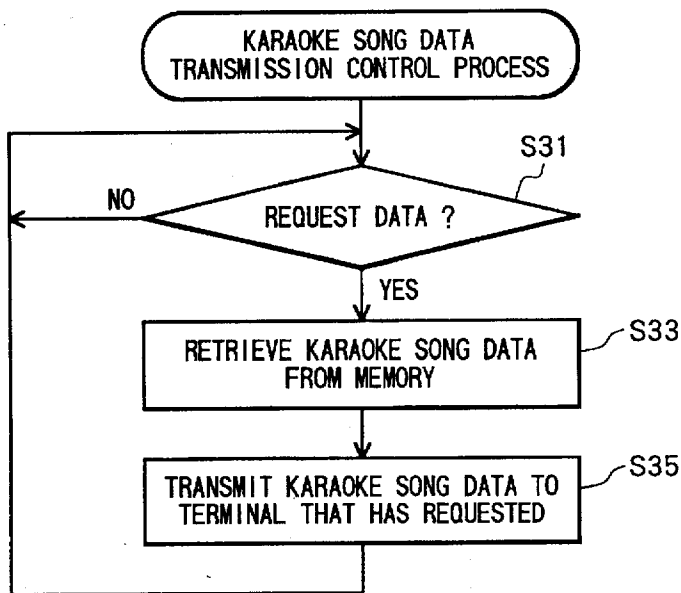 KARAOKE SONG DATA
TRANSMISSION CONTROL PROCESS
S31
NO
REQUEST DATA ?
YES
RETRIEVE KARAOKE SONG DATA
FROM MEMORY
S33
TRANSMIT KARAOKE SONG DATA TO
TERMINAL THAT HAS REQUESTED
S35